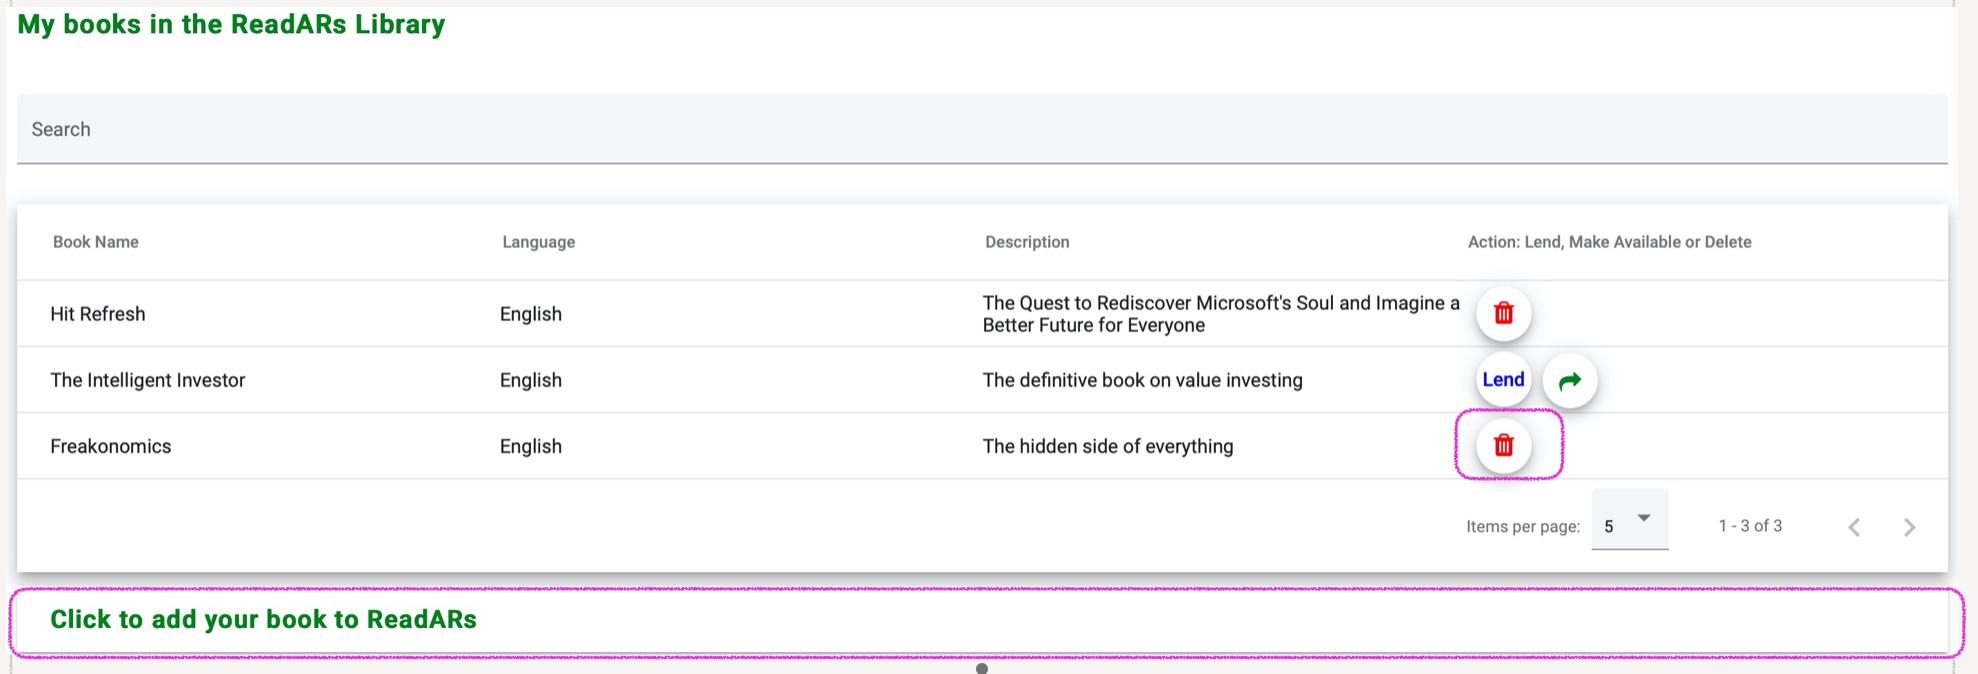 My books in the ReadARs Library
Search
Book Name Language Description Action: Lend, Make Available or Delete
Hit Refresh English The Quest to Rediscover Microsoft's Soul and Imagine a
Better Future for Everyone
The Intelligent Investor English The definitive book on value investing Lend
Freakonomics English The hidden side of everything
Items per page: 5 1 - 3 of 3
Click to add your book to ReadARs